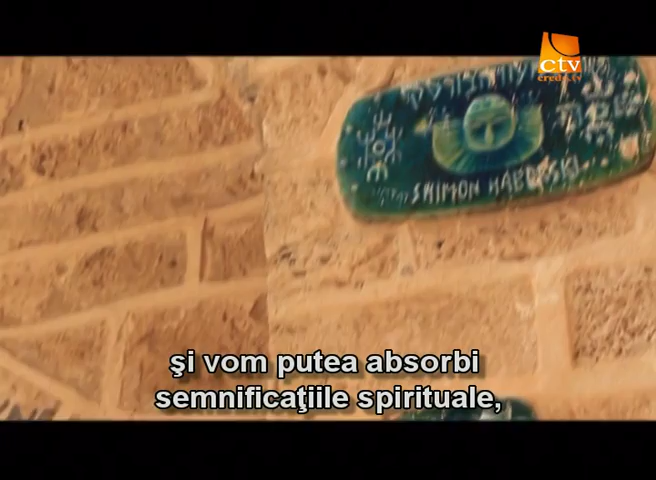 ctv
credo.tv
SHIMON
şi vom putea absorbi
semnificaţiile spirituale,